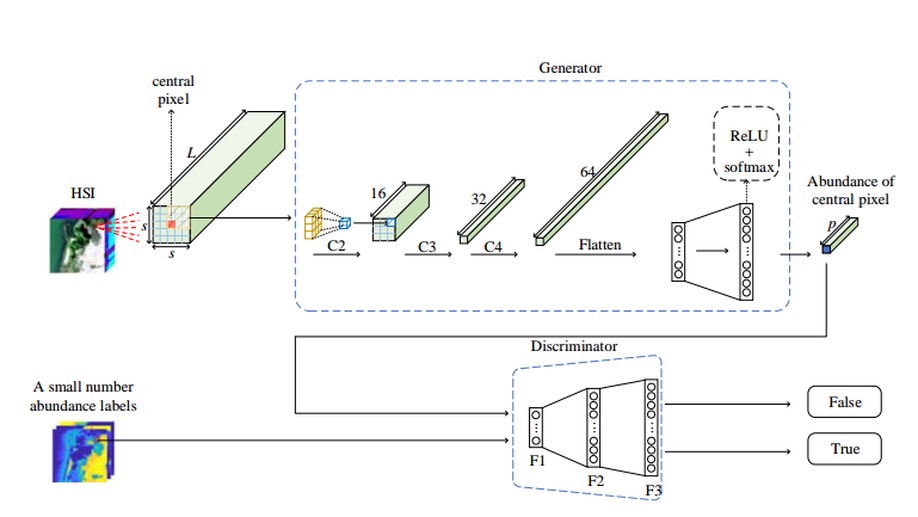 Generator
central
pixel
L
HSI
s
s
16
32
64
C2
C3
C4
Flatten
ReLU
+
softmax
Abundance of
central pixel
p
Discriminator
A small number
abundance labels
F1
F2
F3
False
True